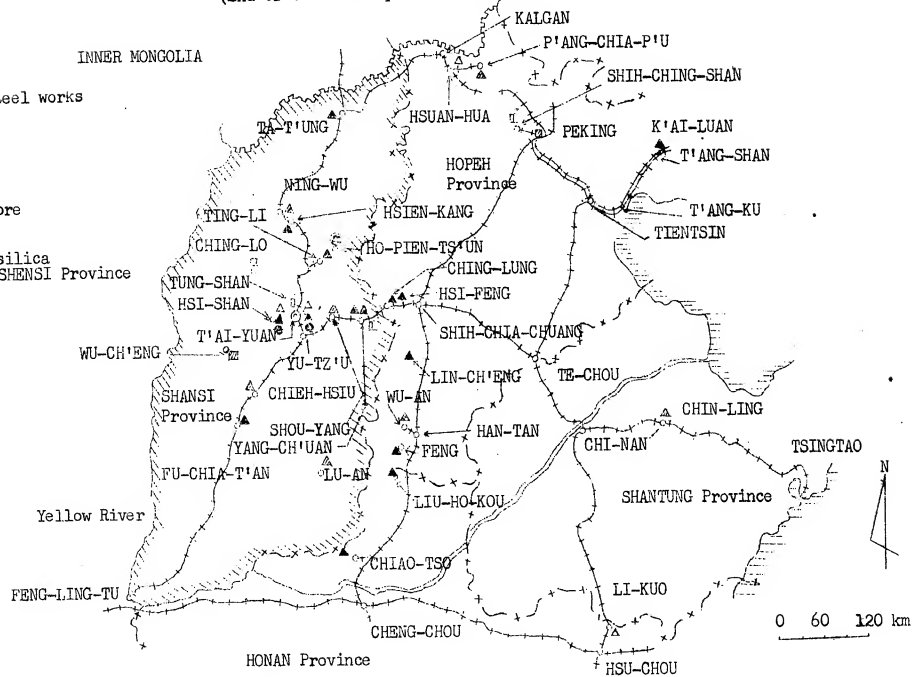 KALGAN
INNER MONGOLIA
P'ANG-CHIA-P'U
SHIH-CHING-SHAN
HSUAN-HUA
TA-T'UNG
PEKING
K'AI-LUAN
T'ANG-SHAN
HOPEH
Province
NING-WU
TING-LI
HSIEN-KANG
T'ANG-KU
TIENTSIN
CHING-LO
HO-PIEN-TS'UN
ore
silica
SHENSI Province
CHING-LUNG
TUNG-SHAN
HSI-FENG
HSI-SHAN
T'AI-YUAN
SHIH-CHIA-CHUANG
WU-CH'ENG
YU-TZ'U
TE-CHOU
LIN-CH'ENG
SHANSI
Province
CHIEH-HSIU
WU-AN
CHIN-LING
SHOU-YANG
HAN-TAN
CHI-NAN
YANG-CH'UAN
FENG
TSINGTAO
FU-CHIA-T'AN
LU-AN
N
LIU-HO-KOU
SHANTUNG Province
Yellow River
CHIAO-TSO
FENG-LING-TU
LI-KUO
CHENG-CHOU
0 60 120 km
HONAN Province
HSU-CHOU